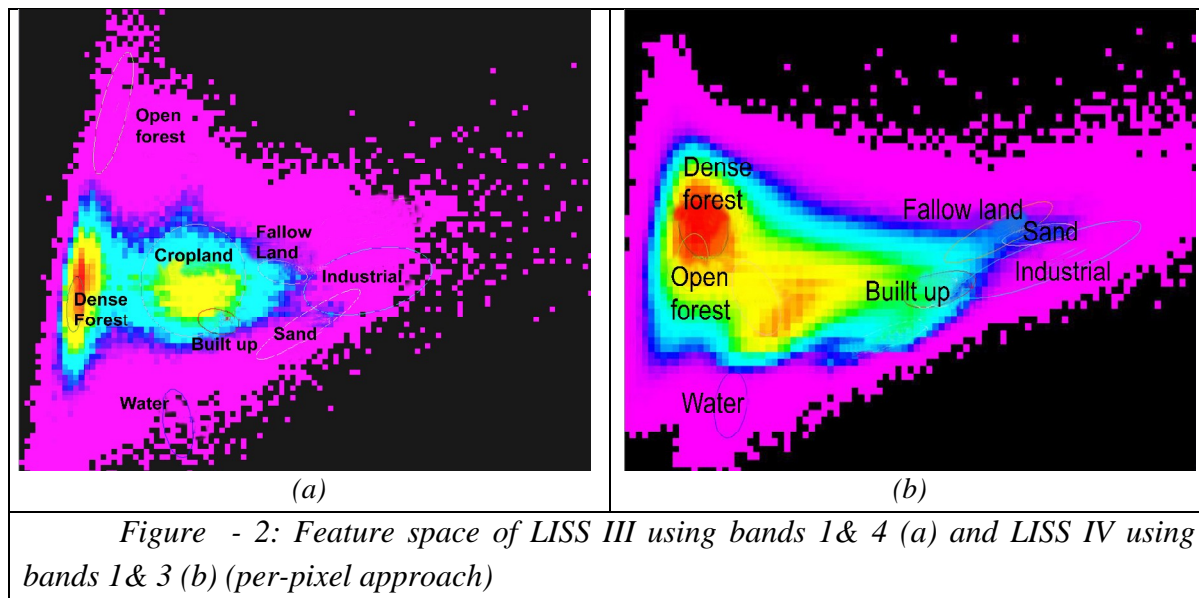 Open
forest
Cropland
Fallow
Land
Industrial
Dense
Forest
Built up
Sand
Water
(a)
Dense
forest
Fallow land
Sand
Open
forest
Industrial
Built up
Water
(b)
Figure - 2: Feature space of LISS III using bands 1& 4 (a) and LISS IV using
bands 1& 3 (b) (per-pixel approach)